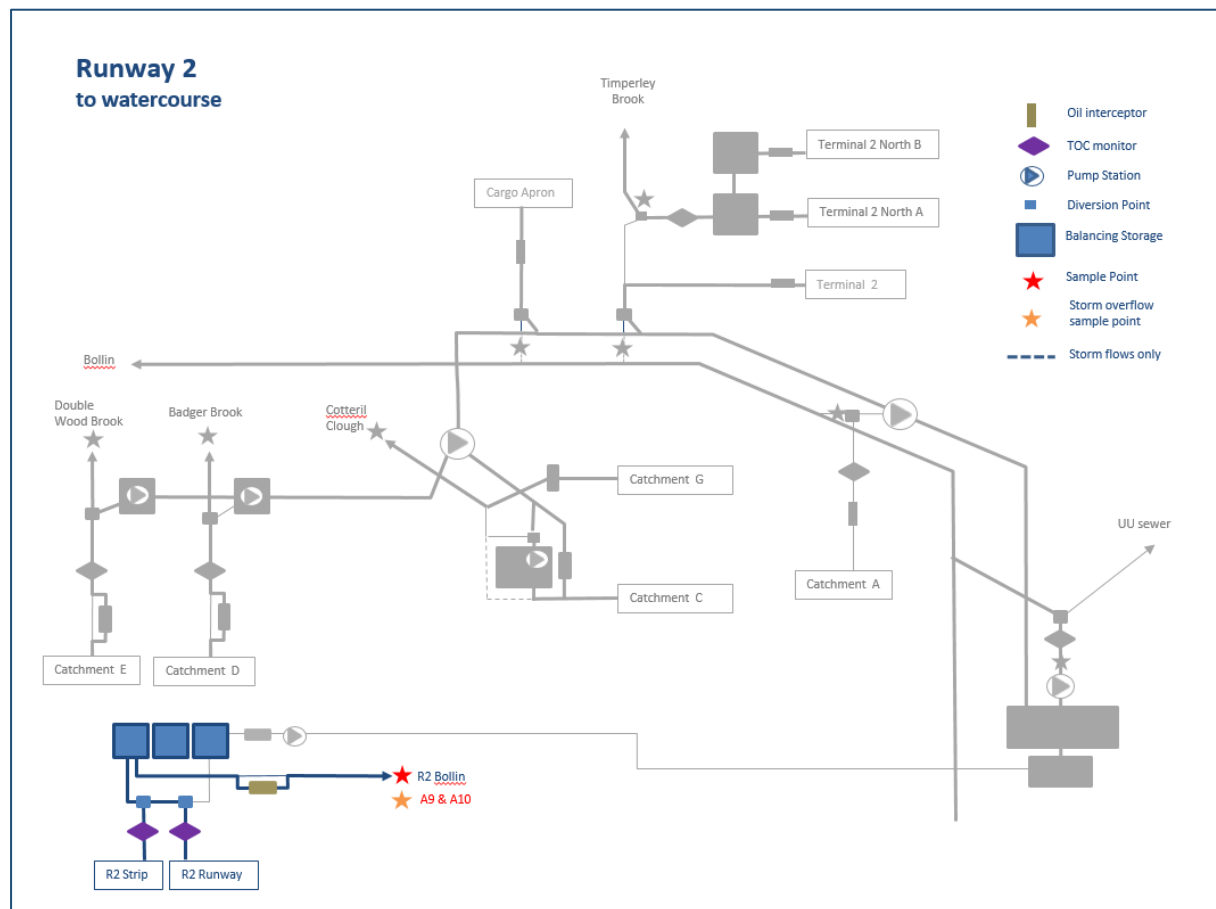 Runway 2
to watercourse
Timperley
Brook
Oil interceptor
TOC monitor
Pump Station
Diversion Point
Balancing Storage
Sample Point
Storm overflow
sample point
Storm flows only
Terminal 2 North B
Cargo Apron
Terminal 2 North A
Terminal 2
Bollin
Double
Wood Brook
Badger Brook
Cotteril
Clough
Catchment G
UU sewer
Catchment A
Catchment C
Catchment E
Catchment D
R2 Bollin
A9 & A10
R2 Strip
R2 Runway